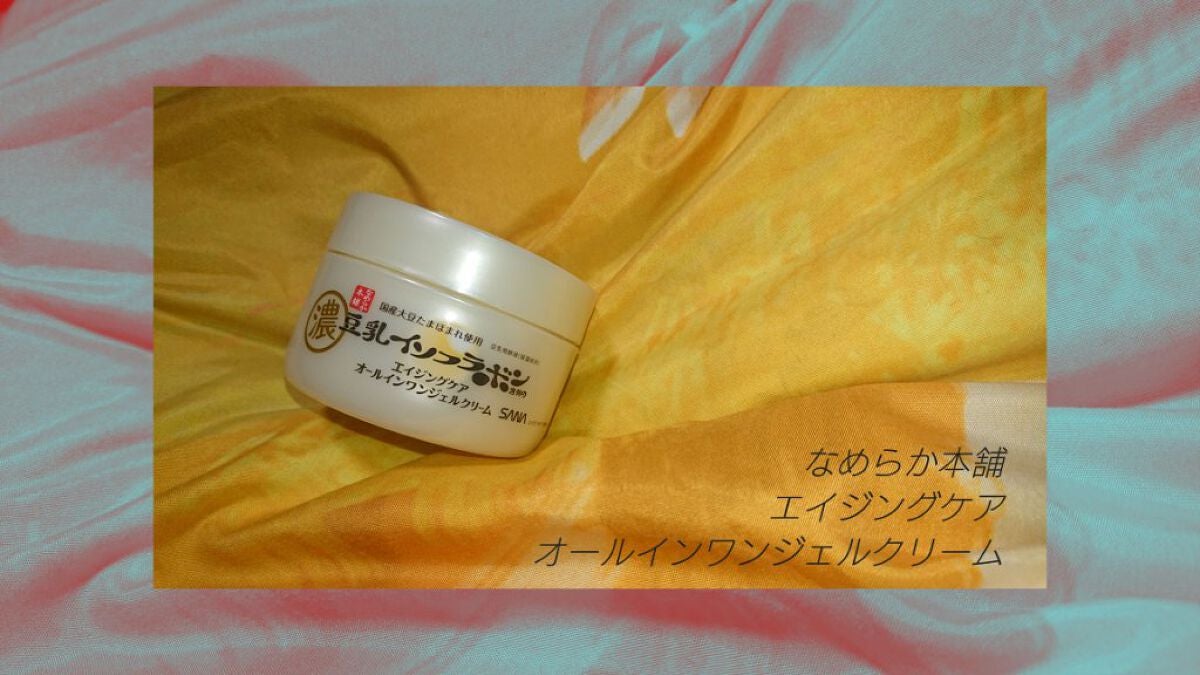 なめらか本舗
濃
国産大豆たまほまれ使用
豆乳イソフラボン
エイジングケア
オールインワンジェルクリーム SANA
なめらか本舗
エイジングケア
オールインワンジェルクリーム